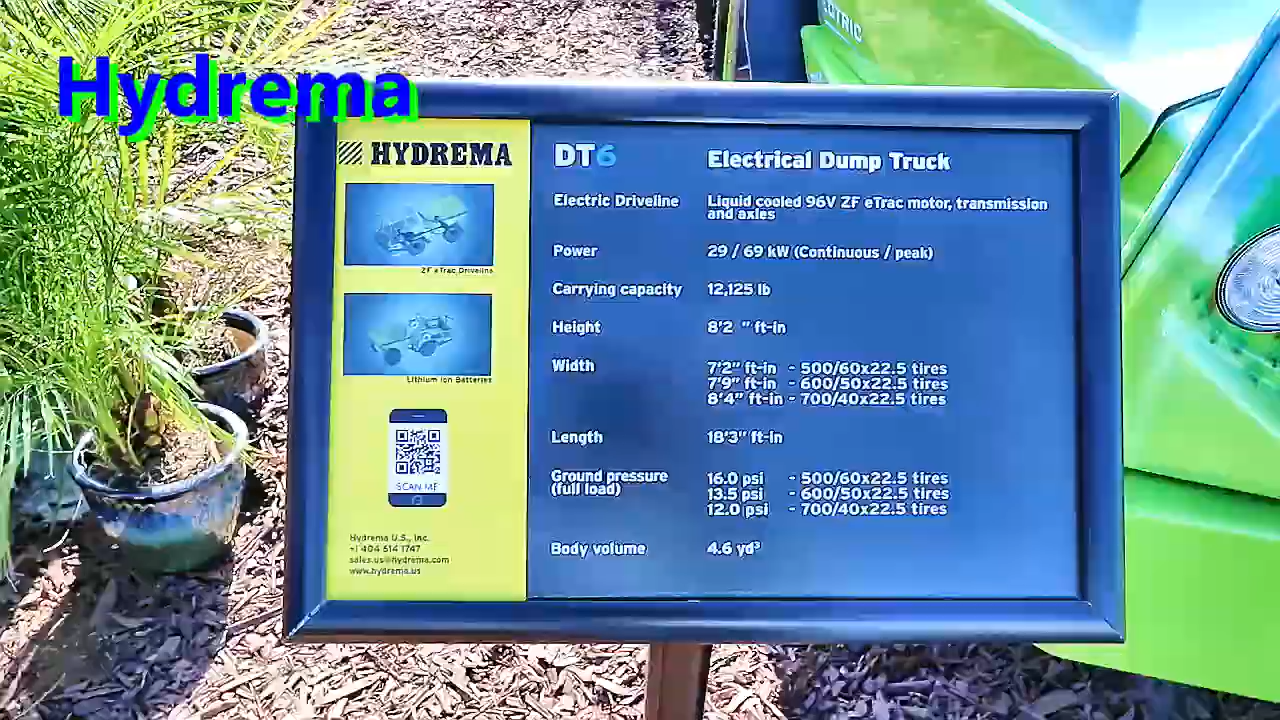 Hydrema
CTRIC
HYDREMA
ZF eTrac Driveline
Lithium Ion Batteries
SCAN ME
Hydrema U.S., Inc.
+1 404 614 1747
sales.us@hydrema.com
www.hydrema.us
DT6 Electrical Dump Truck
Electric Driveline Liquid cooled 96V ZF eTrac motor, transmission
and axles
Power 29 / 69 kW (Continuous / peak)
Carrying capacity 12,125 lb
Height 8'2 " ft-in
Width 7'2" ft-in - 500/60x22.5 tires
7'9" ft-in - 600/50x22.5 tires
8'4" ft-in - 700/40x22.5 tires
Length 18'3" ft-in
Ground pressure 16.0 psi - 500/60x22.5 tires
(full load) 13.5 psi - 600/50x22.5 tires
12.0 psi - 700/40x22.5 tires
Body volume 4.6 yd³